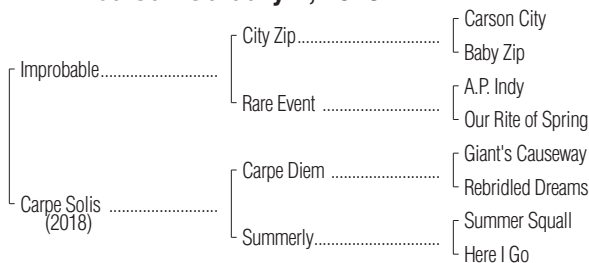 Carson City
City Zip
Baby Zip
Improbable
A.P. Indy
Rare Event
Our Rite of Spring
Giant's Causeway
Carpe Diem
Rebridled Dreams
Carpe Solis
(2018)
Summer Squall
Summerly
Here I Go